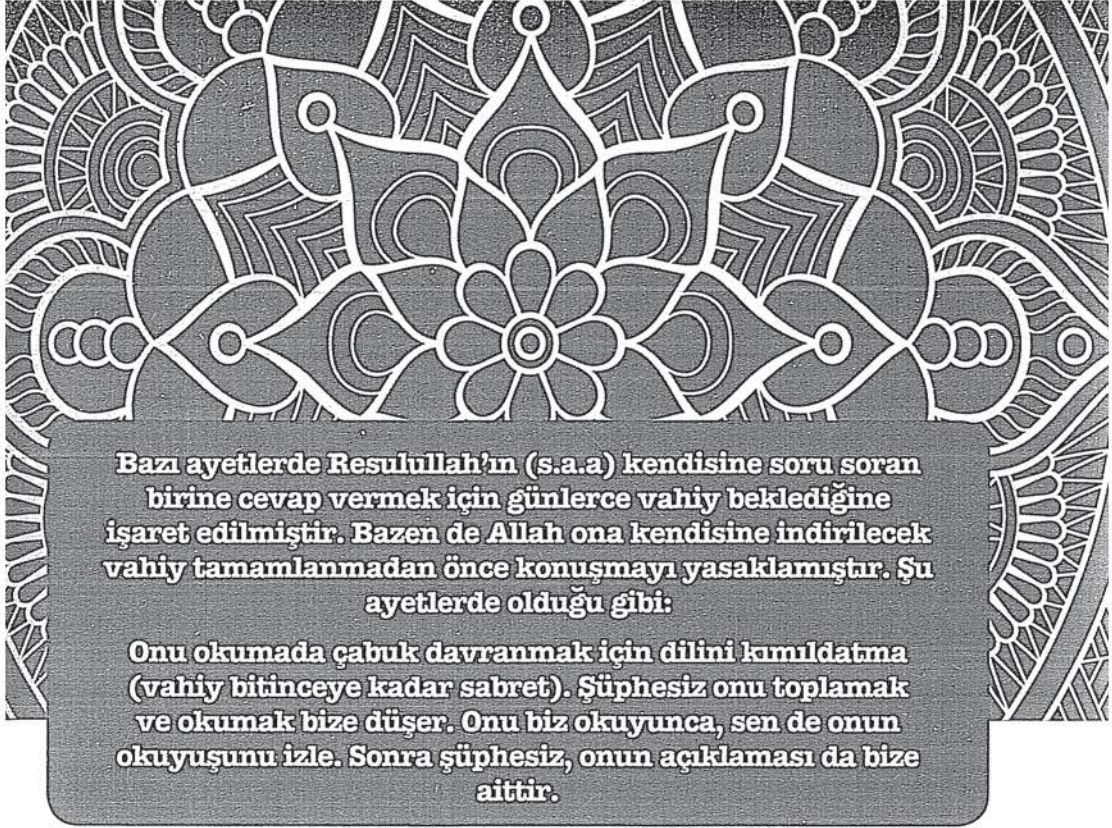 Bazı ayetlerde Resulullah'ın (s.a.a) kendisine soru soran
birine cevap vermek için günlerce vahiy beklediğine
işaret edilmiştir. Bazen de Allah ona kendisine indirilecek
vahiy tamamlanmadan önce konuşmayı yasaklamıştır. Şu
ayetlerde olduğu gibi:
Onu okumada çabuk davranmak için dilini kımıldatma
(vahiy bitinceye kadar sabret). Şüphesiz onu toplamak
ve okumak bize düşer. Onu biz okuyunca, sen de onun
okuyuşunu izle. Sonra şüphesiz, onun açıklaması da bize
aittir.